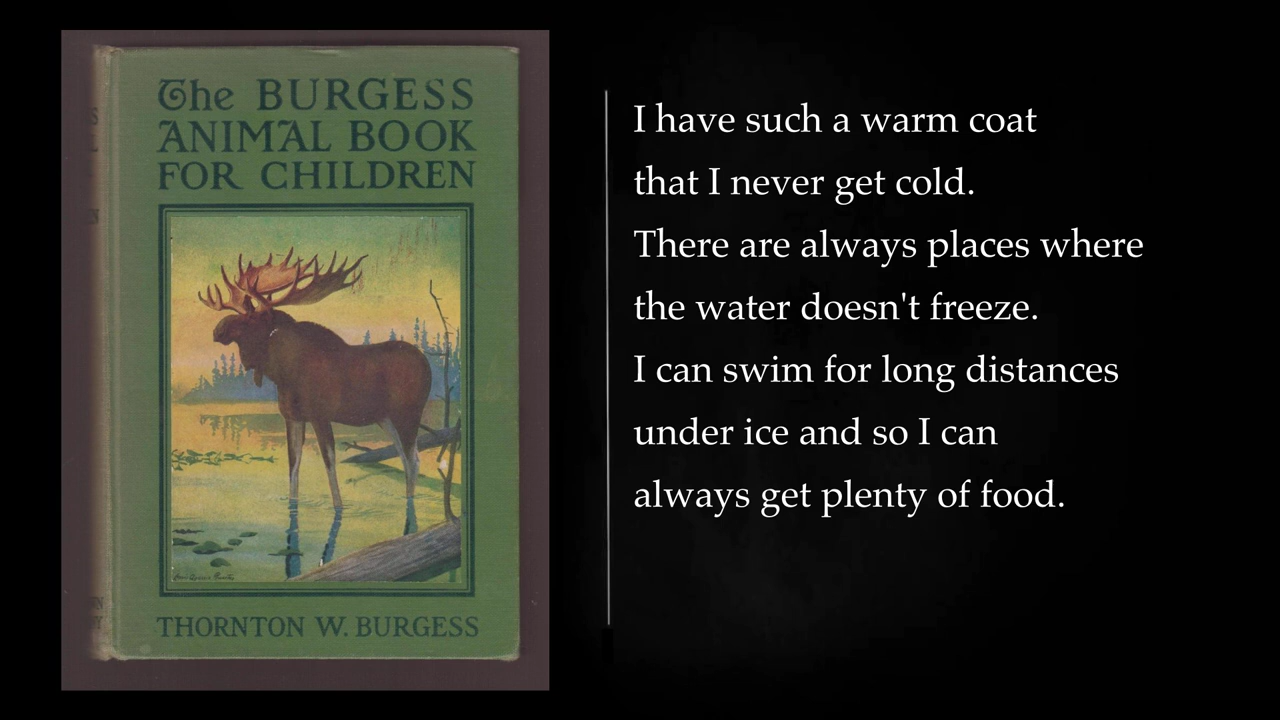 The BURGESS
ANIMAL BOOK
FOR CHILDREN
THORNTON W. BURGESS
I have such a warm coat
that I never get cold.
There are always places where
the water doesn't freeze.
I can swim for long distances
under ice and so I can
always get plenty of food.